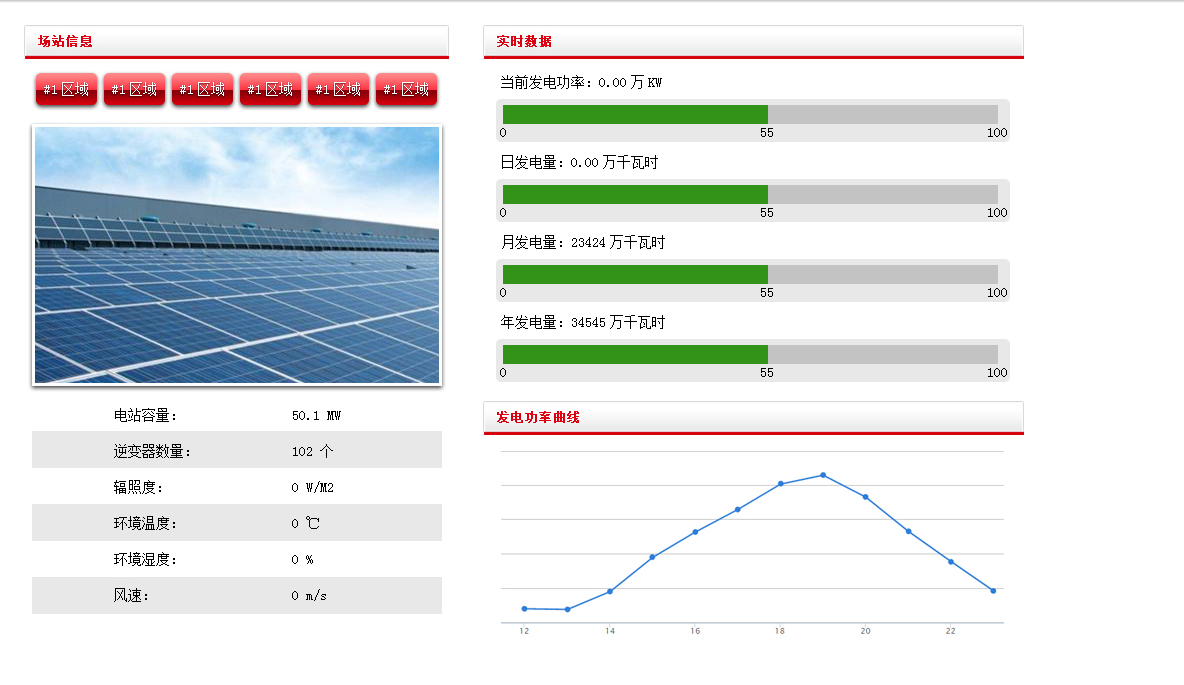 场站信息
#1 区域 #1 区域 #1 区域 #1 区域 #1 区域 #1 区域
电站容量： 50.1 MW
逆变器数量： 102 个
辐照度： 0 W/M2
环境温度： 0 ℃
环境湿度： 0 %
风速： 0 m/s
实时数据
当前发电功率：0.00 万 KW
0 55 100
日发电量：0.00 万千瓦时
0 55 100
月发电量：23424 万千瓦时
0 55 100
年发电量：34545 万千瓦时
0 55 100
发电功率曲线
12 14 16 18 20 22